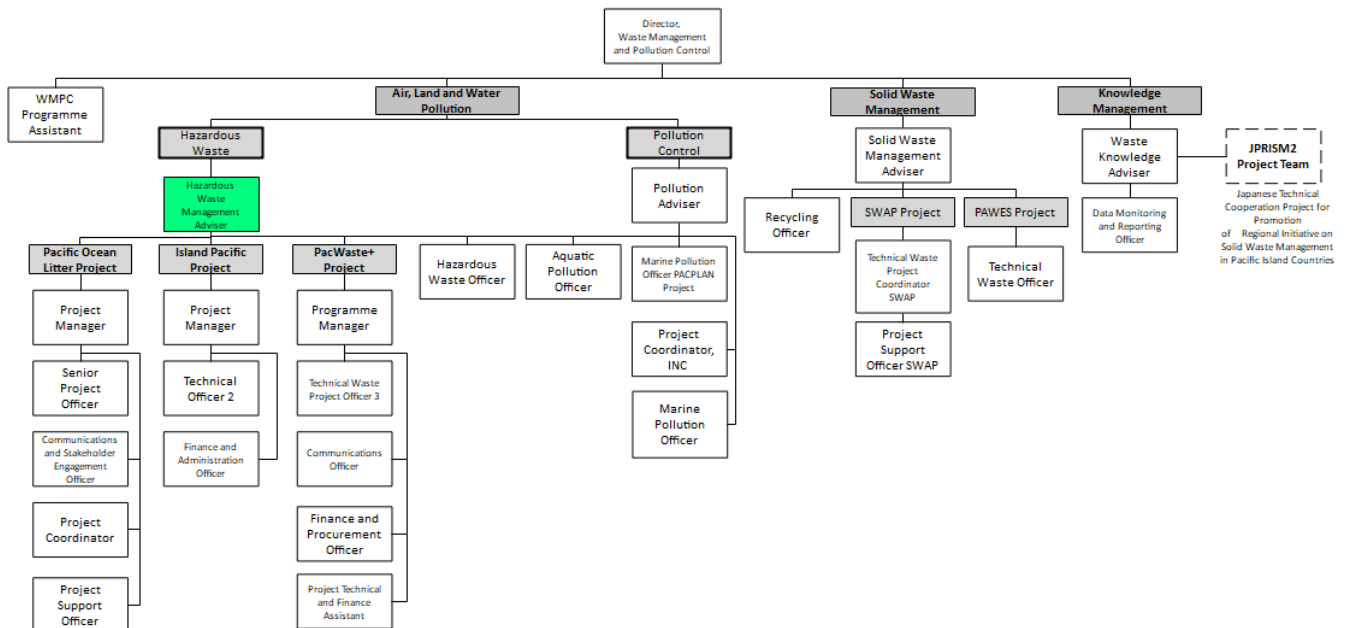 Director,
Waste Management
and Pollution Control
WMPC
Programme
Assistant
Air, Land and Water
Pollution
Solid Waste
Management
Knowledge
Management
Hazardous
Waste
Pollution
Control
Solid Waste
Management
Adviser
Waste
Knowledge
Adviser
JPRISM2
Project Team
Japanese Technical
Cooperation Project for
Promotion
of Regional Initiative on
Solid Waste Management
in Pacific Island Countries
Hazardous
Waste
Management
Adviser
Pollution
Adviser
Recycling
Officer
SWAP Project
PAWES Project
Data Monitoring
and Reporting
Officer
Pacific Ocean
Litter Project
Island Pacific
Project
PacWaste+
Project
Hazardous
Waste Officer
Aquatic
Pollution
Officer
Marine Pollution
Officer PACPLAN
Project
Technical Waste
Project
Coordinator
SWAP
Technical
Waste Officer
Project
Manager
Project
Manager
Programme
Manager
Project
Coordinator,
INC
Project
Support
Officer SWAP
Senior
Project
Officer
Technical
Officer 2
Technical Waste
Project Officer 3
Marine
Pollution
Officer
Communications
and Stakeholder
Engagement
Officer
Finance and
Administration
Officer
Communications
Officer
Project
Coordinator
Finance and
Procurement
Officer
Project
Support
Officer
Project Technical
and Finance
Assistant